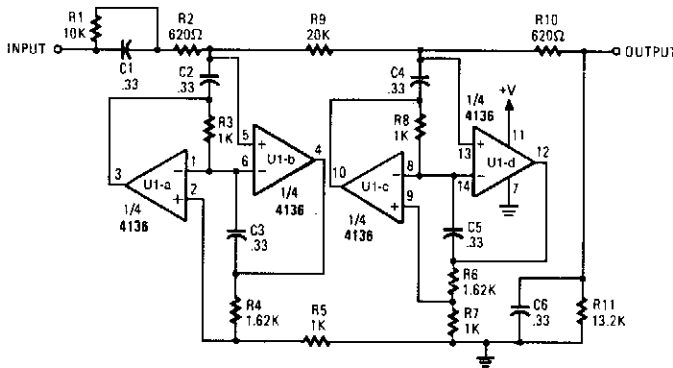 R1
10K
INPUT
C1
.33
R2
620Ω
R9
20K
R10
620Ω
OUTPUT
C2
.33
R3
1K
3
1
2
U1-a
1/4
4136
5
6
4
U1-b
1/4
4136
C3
.33
R4
1.62K
R5
1K
C4
.33
R8
1K
10
8
9
U1-c
1/4
4136
1/4
4136
+V
11
13
14
12
7
U1-d
C5
.33
R6
1.62K
R7
1K
C6
.33
R11
13.2K